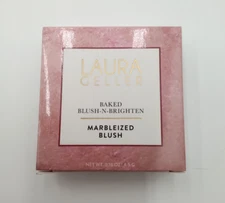 LAURA
GELLER
BAKED
BLUSH-N-BRIGHTEN
MARBLEIZED
BLUSH